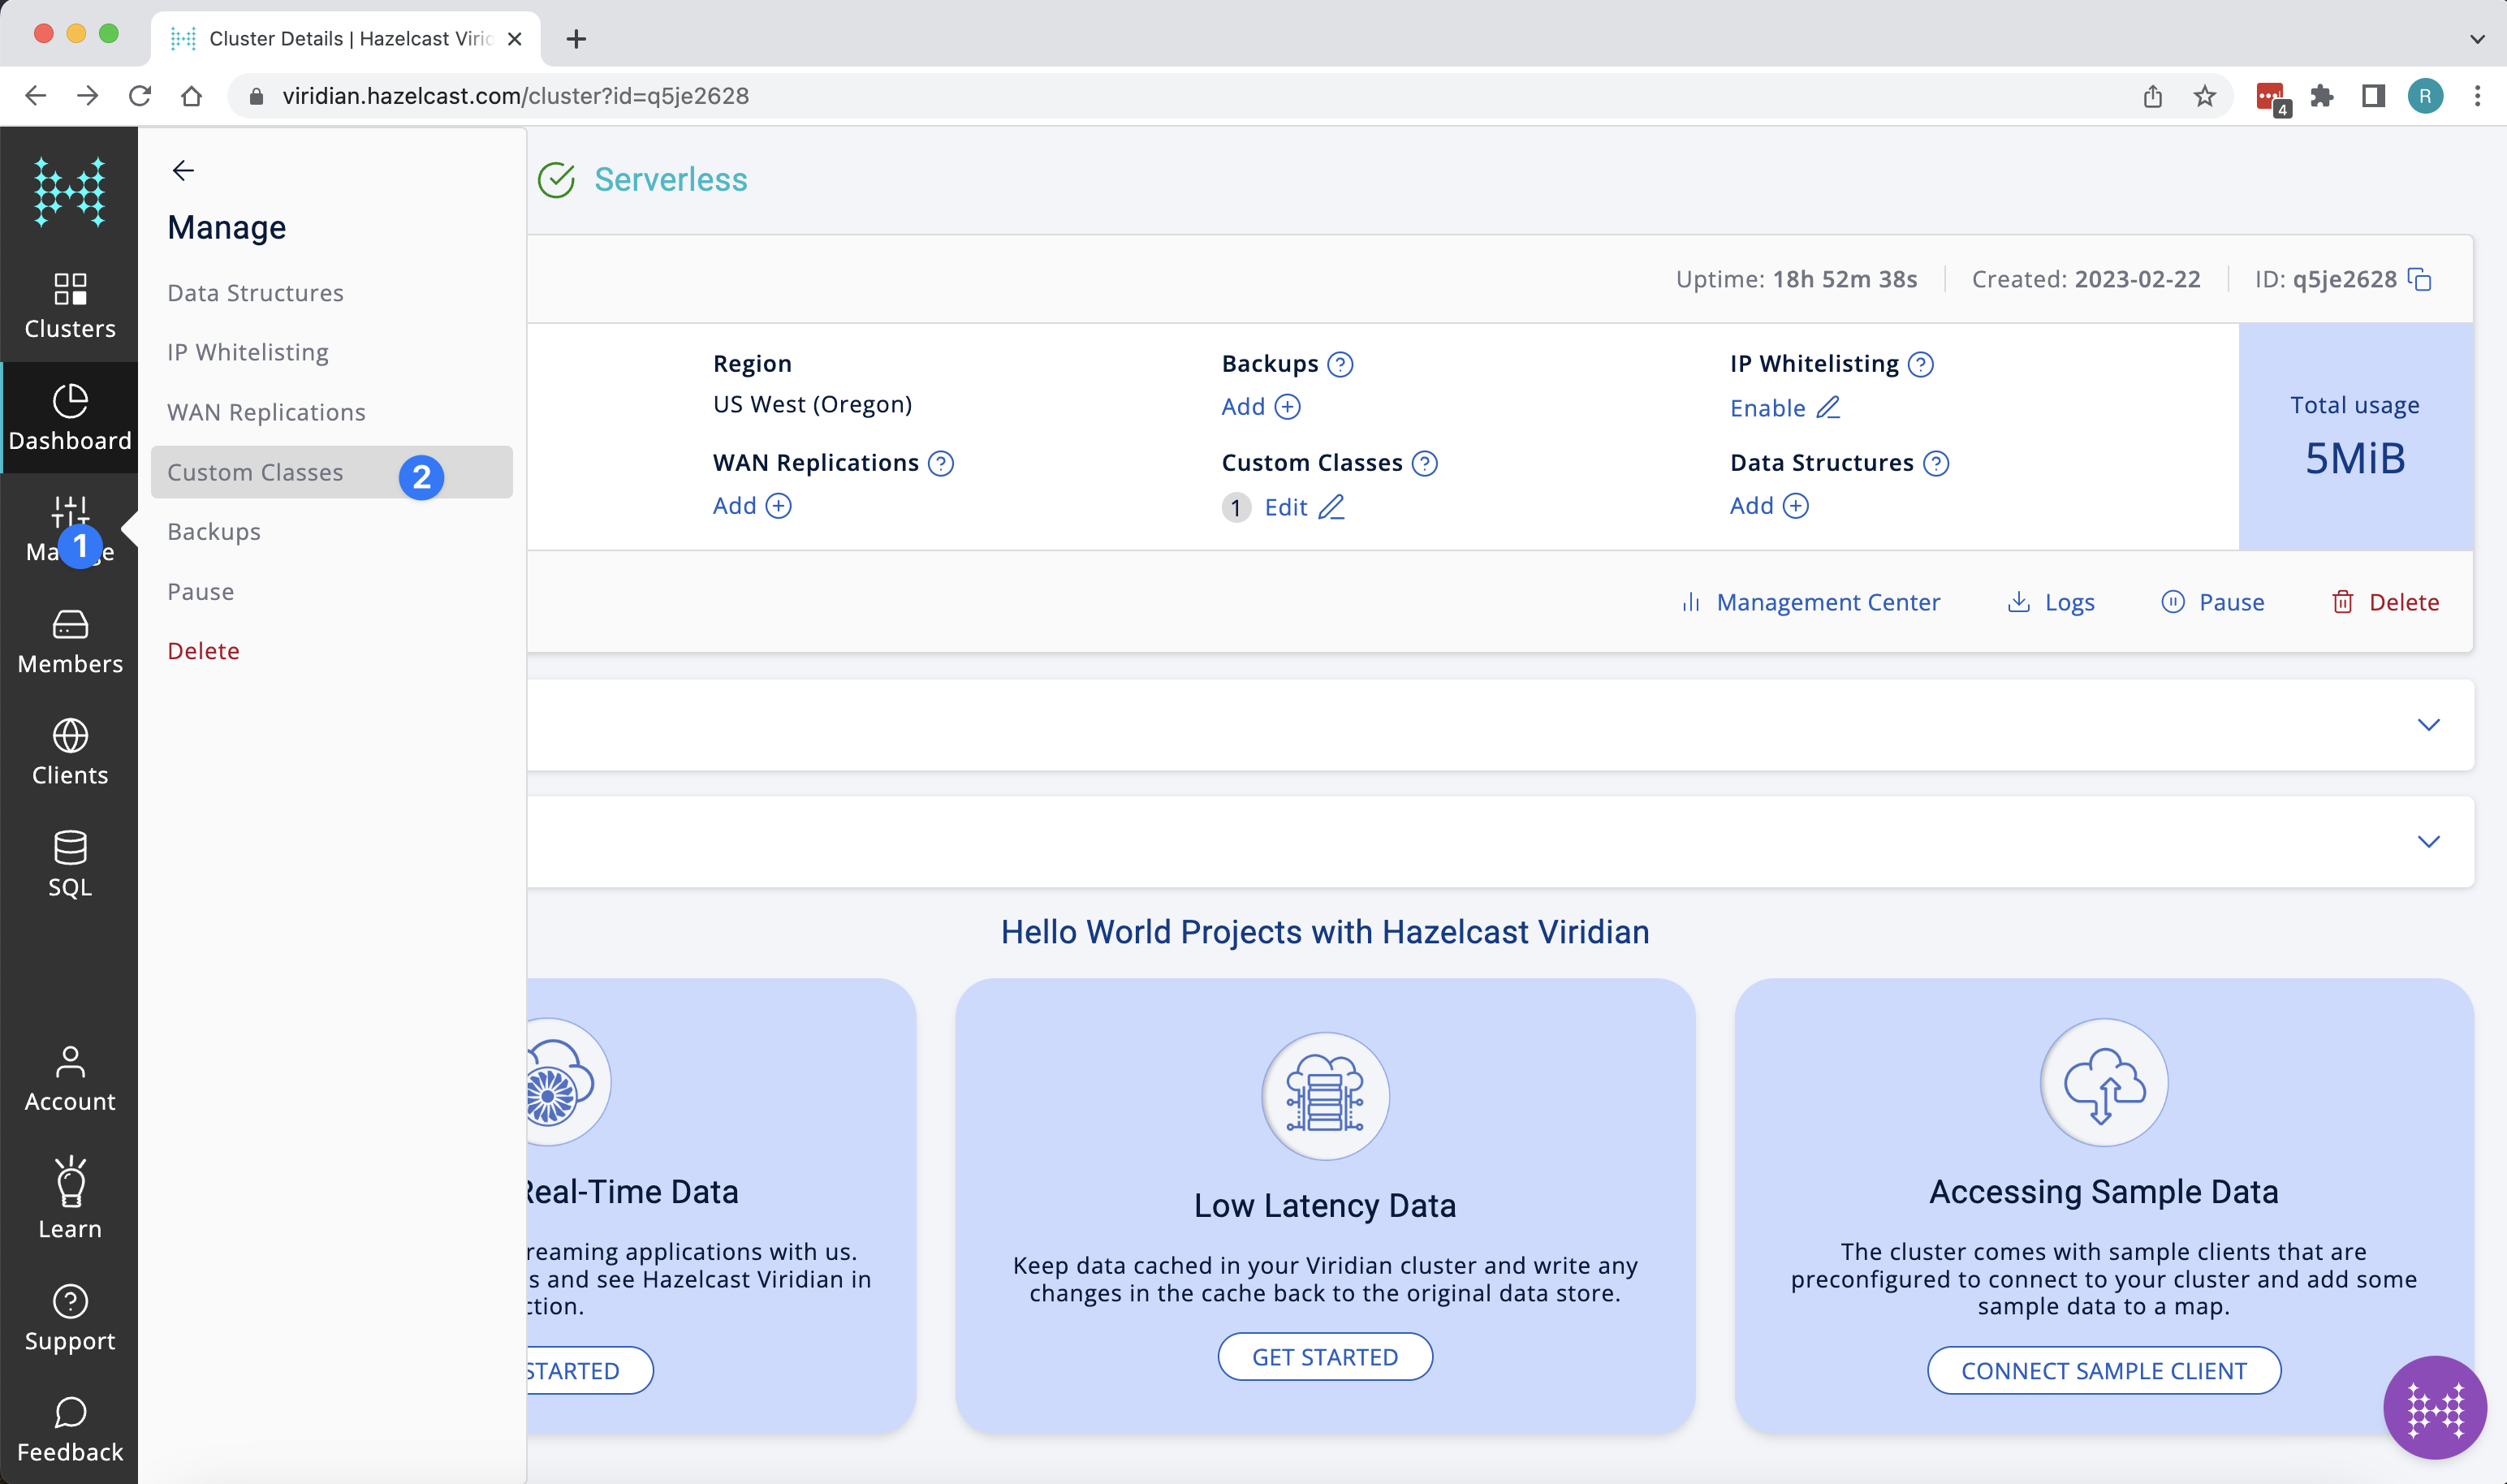 Cluster Details | Hazelcast Virid
viridian.hazelcast.com/cluster?id=q5je2628
4
R
Clusters
Dashboard
1
Members
Clients
SQL
Account
Learn
Support
Feedback
Manage
Data Structures
IP Whitelisting
WAN Replications
Custom Classes 2
Backups
Pause
Delete
Serverless
Uptime: 18h 52m 38s Created: 2023-02-22 ID: q5je2628
Region
US West (Oregon)
Backups ?
Add
IP Whitelisting ?
Enable
WAN Replications ?
Add
Custom Classes ?
1 Edit
Data Structures ?
Add
Total usage
5MiB
Management Center Logs Pause Delete
Hello World Projects with Hazelcast Viridian
Real-Time Data
reaming applications with us.
s and see Hazelcast Viridian in
ction.
STARTED
Low Latency Data
Keep data cached in your Viridian cluster and write any
changes in the cache back to the original data store.
GET STARTED
Accessing Sample Data
The cluster comes with sample clients that are
preconfigured to connect to your cluster and add some
sample data to a map.
CONNECT SAMPLE CLIENT